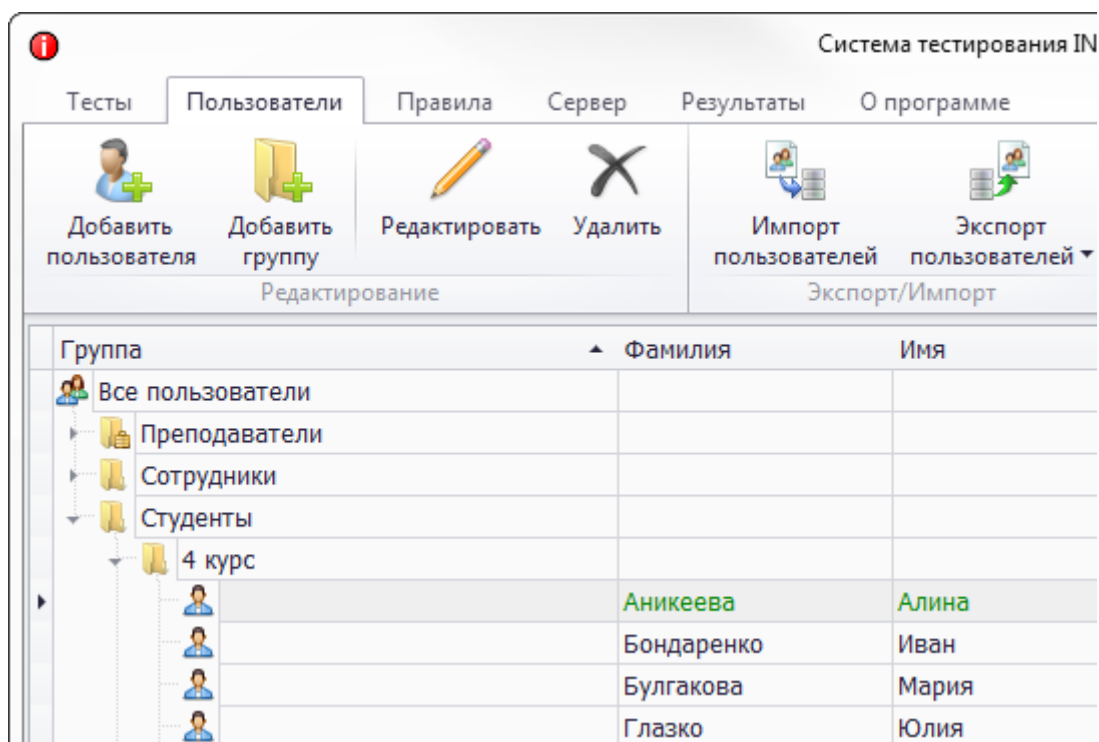 Система тестирования IN
Тесты Пользователи Правила Сервер Результаты О программе
Добавить пользователя
Добавить группу
Редактировать
Удалить
Импорт пользователей
Экспорт пользователей
Редактирование
Экспорт/Импорт
Группа Фамилия Имя
Все пользователи
Преподаватели
Сотрудники
Студенты
4 курс
Аникеева Алина
Бондаренко Иван
Булгакова Мария
Глазко Юлия